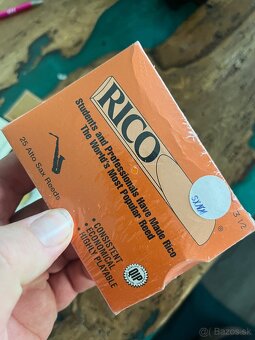 RICO
®
Students and Professionals Have Made Rico
The World's Most Popular Reed
25 Alto Sax Reeds
• CONSISTENT
• ECONOMICAL
• HIGHLY PLAYABLE
DIP
3 1/2
© Bazos.sk